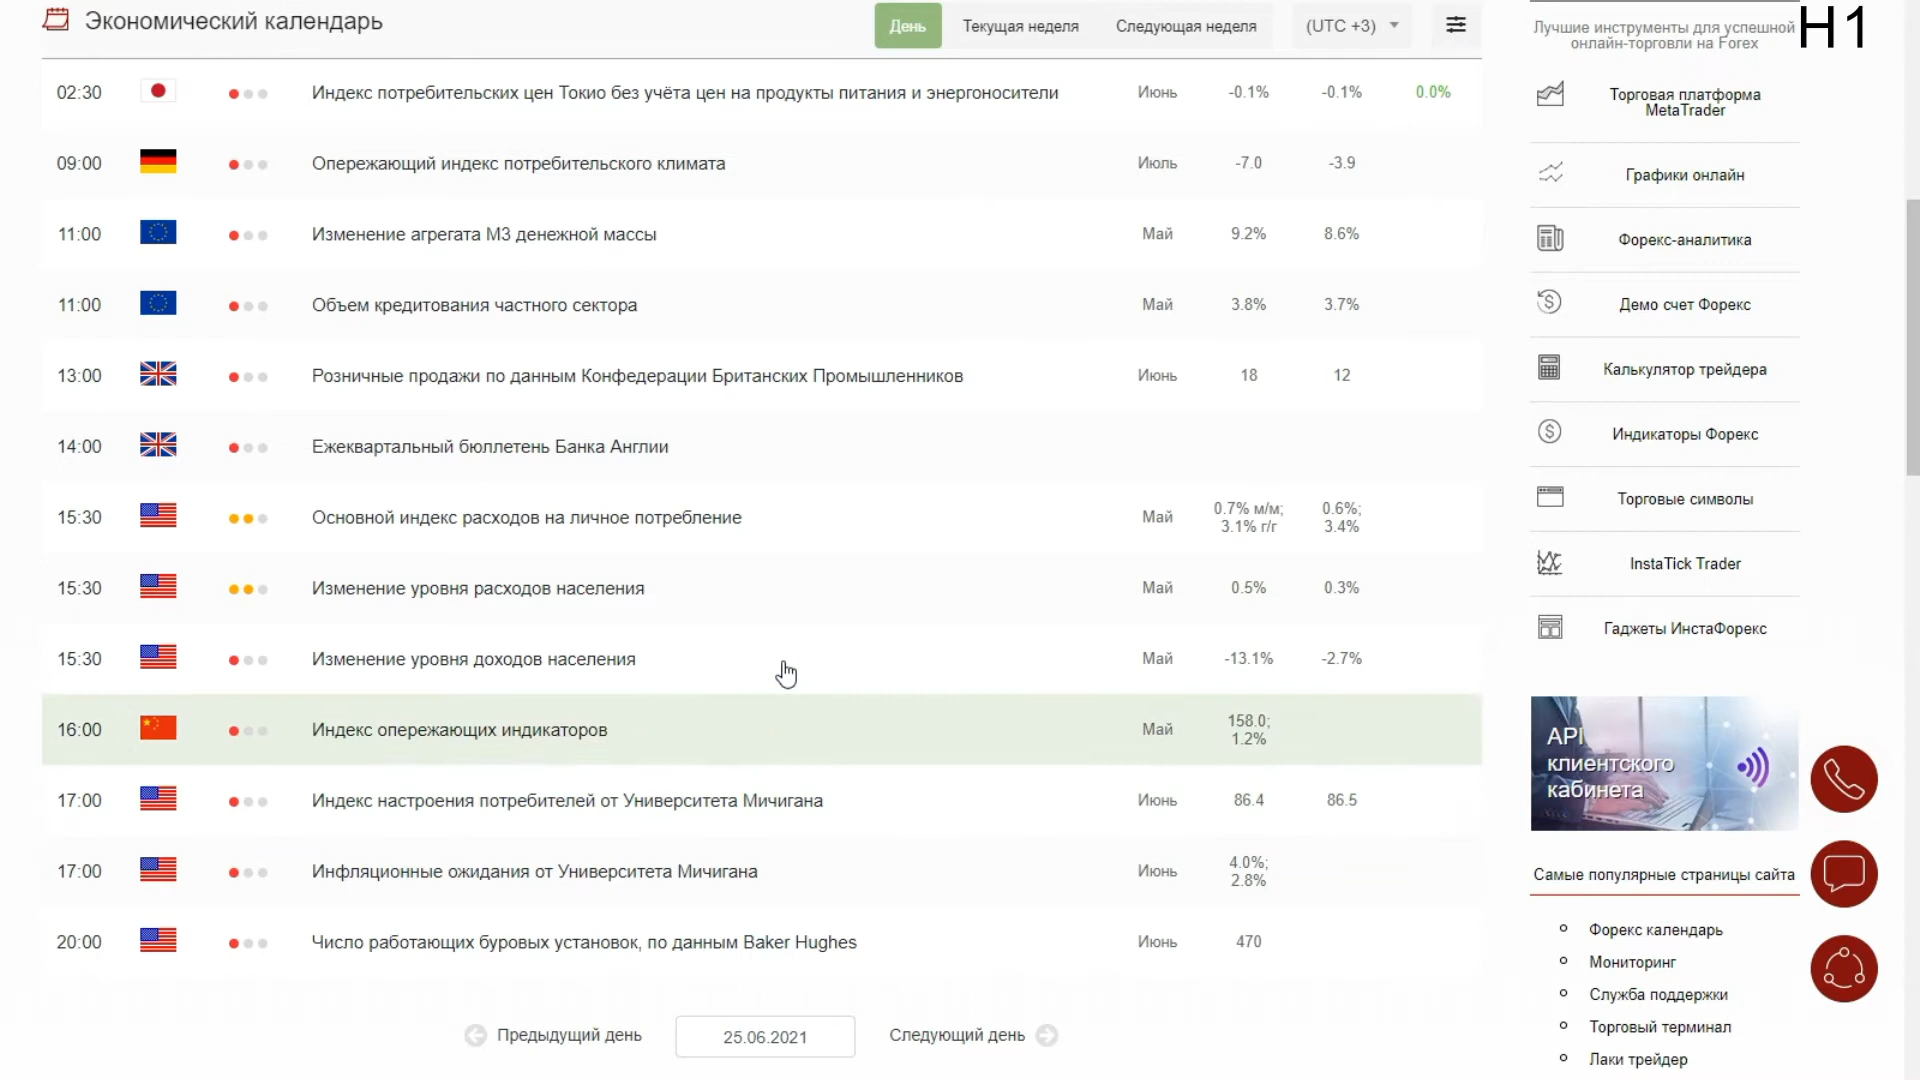 Экономический календарь
День
Текущая неделя
Следующая неделя
(UTC +3)
02:30 Индекс потребительских цен Токио без учёта цен на продукты питания и энергоносители Июнь -0.1% -0.1% 0.0%
09:00 Опережающий индекс потребительского климата Июль -7.0 -3.9
11:00 Изменение агрегата М3 денежной массы Май 9.2% 8.6%
11:00 Объем кредитования частного сектора Май 3.8% 3.7%
13:00 Розничные продажи по данным Конфедерации Британских Промышленников Июнь 18 12
14:00 Ежеквартальный бюллетень Банка Англии
15:30 Основной индекс расходов на личное потребление Май 0.7% м/м; 0.6%;
3.1% г/г 3.4%
15:30 Изменение уровня расходов населения Май 0.5% 0.3%
15:30 Изменение уровня доходов населения Май -13.1% -2.7%
16:00 Индекс опережающих индикаторов Май 158.0;
1.2%
17:00 Индекс настроения потребителей от Университета Мичигана Июнь 86.4 86.5
17:00 Инфляционные ожидания от Университета Мичигана Июнь 4.0%;
2.8%
20:00 Число работающих буровых установок, по данным Baker Hughes Июнь 470
Предыдущий день
25.06.2021
Следующий день
Лучшие инструменты для успешной
онлайн-торговли на Forex
H1
Торговая платформа
MetaTrader
Графики онлайн
Форекс-аналитика
Демо счет Форекс
Калькулятор трейдера
Индикаторы Форекс
Торговые символы
InstaTick Trader
Гаджеты ИнстаФорекс
API
клиентского
кабинета
Самые популярные страницы сайта
Форекс календарь
Мониторинг
Служба поддержки
Торговый терминал
Лаки трейдер